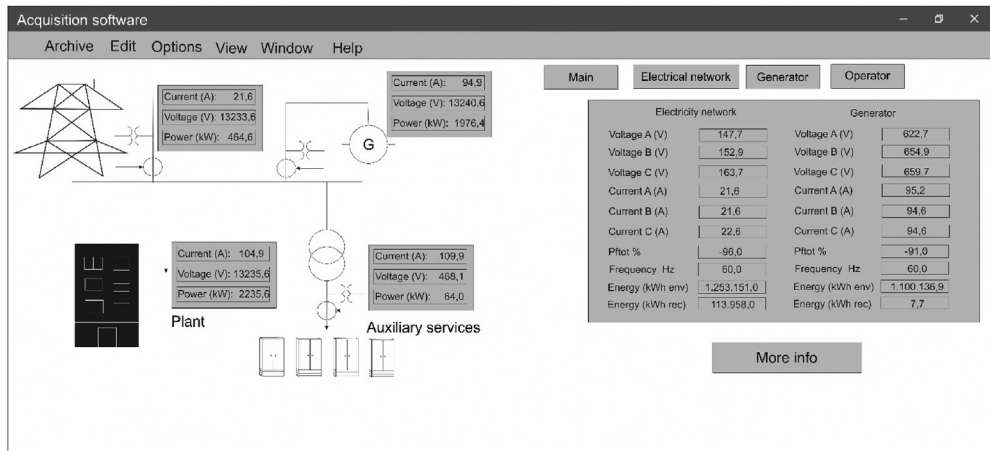 Acquisition software
Archive Edit Options View Window Help
Current (A): 21,6
Voltage (V): 13233,6
Power (kW): 464,6
Current (A): 94,9
Voltage (V): 13240,6
Power (kW): 1976,4
G
Current (A): 104,9
Voltage (V): 13235,6
Power (kW): 2235,6
Plant
Current (A): 109,9
Voltage (V): 468,1
Power (kW): 64,0
Auxiliary services
Main Electrical network Generator Operator
Electricity network Generator
Voltage A (V) 147,7 Voltage A (V) 622,7
Voltage B (V) 152,9 Voltage B (V) 654,9
Voltage C (V) 163,7 Voltage C (V) 659.7
Current A (A) 21,6 Current A (A) 95,2
Current B (A) 21,6 Current B (A) 94,6
Current C (A) 22,6 Current C (A) 94,6
Pftot % -96,0 Pftot % -91,0
Frequency Hz 60,0 Frequency Hz 60,0
Energy (kWh env) 1.253.151,0 Energy (kWh env) 1.100.136,9
Energy (kWh rec) 113.958,0 Energy (kWh rec) 7,7
More info